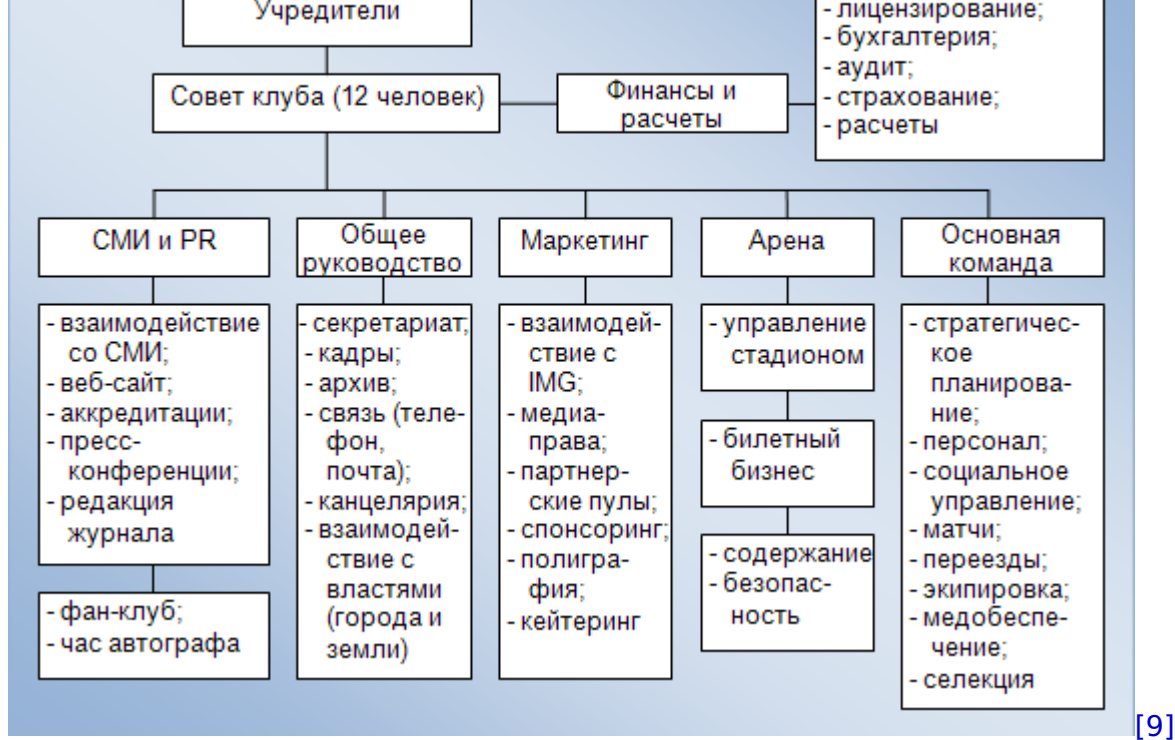 Учредители
- лицензирование;
- бухгалтерия;
- аудит;
- страхование;
- расчеты
Совет клуба (12 человек)
Финансы и
расчеты
СМИ и PR
Общее
руководство
Маркетинг
Арена
Основная
команда
- взаимодействие
со СМИ;
- веб-сайт;
- аккредитации;
- пресс-
конференции;
- редакция
журнала
- фан-клуб;
- час автографа
- секретариат,
- кадры;
- архив;
- связь (теле-
фон,
почта);
- канцелярия;
- взаимодей-
ствие с
властями
(города и
земли)
- взаимодей-
ствие с
IMG;
- медиа-
права;
- партнер-
ские пулы;
- спонсоринг;
- полигра-
фия;
- кейтеринг
- управление
стадионом
- билетный
бизнес
- содержание
- безопас-
ность
- стратегичес-
кое
планирова-
ние;
- персонал;
- социальное
управление;
- матчи;
- переезды;
- экипировка;
- медобеспе-
чение;
- селекция
[9]